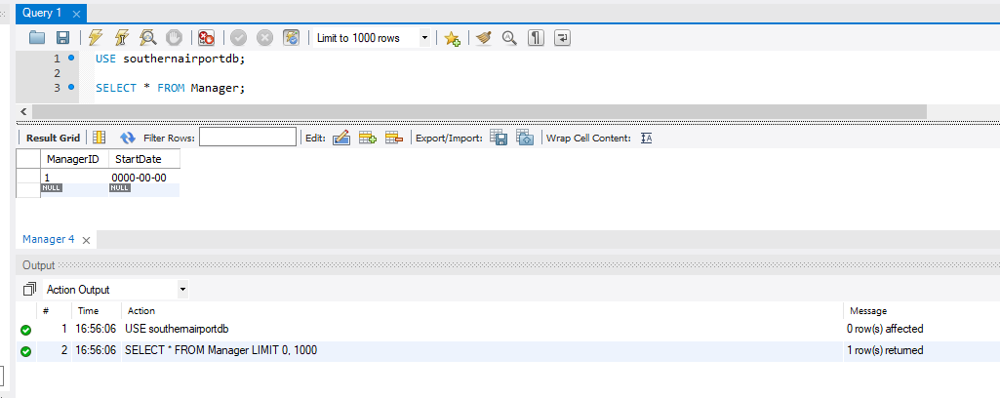 Query 1
Limit to 1000 rows
1 USE southernairportdb;
2
3 SELECT * FROM Manager;
Result Grid Filter Rows: Edit: Export/Import: Wrap Cell Content: IA
ManagerID StartDate
1 0000-00-00
NULL NULL
Manager 4
Output
Action Output
# Time Action Message
1 16:56:06 USE southernairportdb 0 row(s) affected
2 16:56:06 SELECT * FROM Manager LIMIT 0, 1000 1 row(s) returned